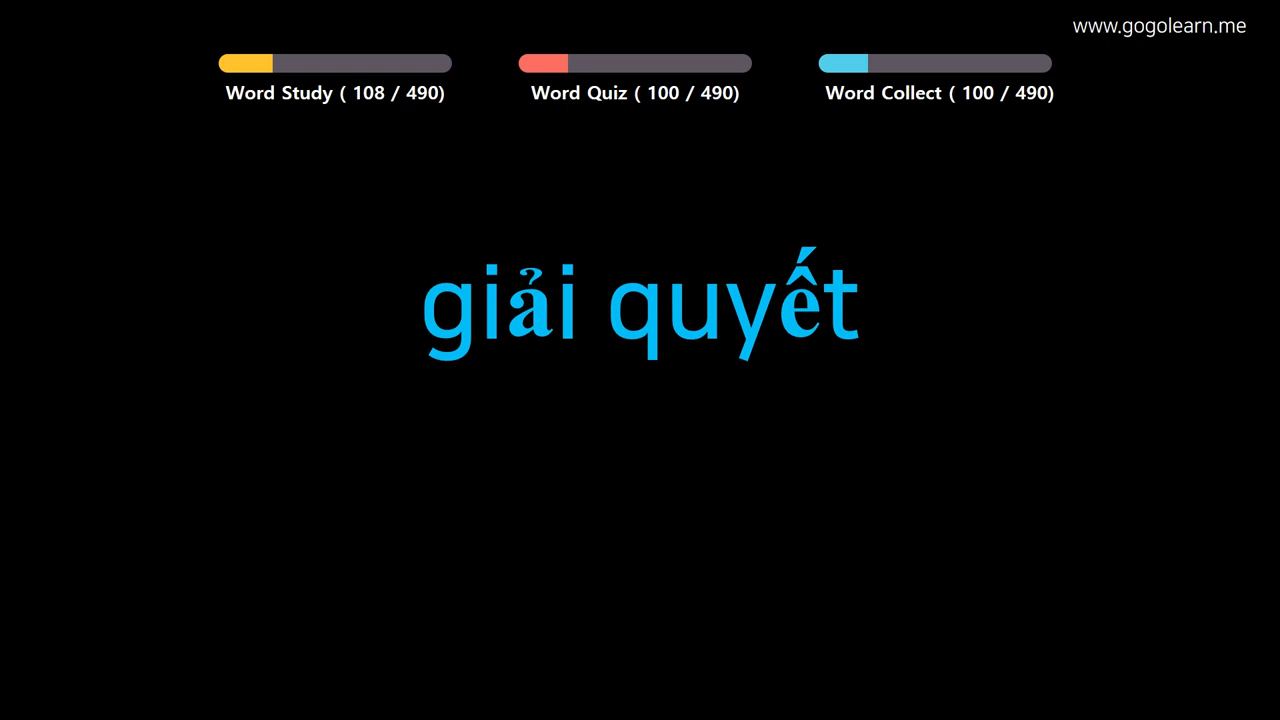 www.gogolearn.me
Word Study ( 108 / 490)
Word Quiz ( 100 / 490)
Word Collect ( 100 / 490)
giải quyết